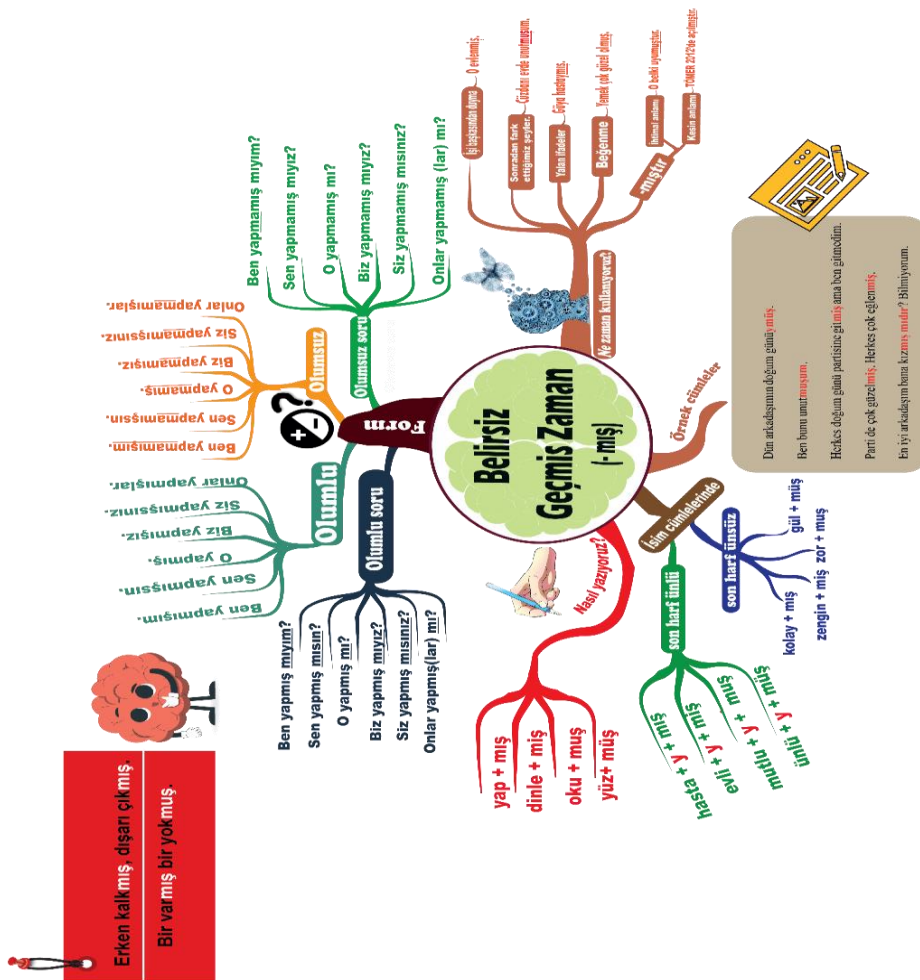 Erken kalkmış, dışarı çıkmış.
Bir varmış bir yokmuş.
Belirsiz
Geçmiş Zaman
(-mış)
Form
Olumlu
Ben yapmışım.
Sen yapmışsın.
O yapmış.
Biz yapmışız.
Siz yapmışsınız.
Onlar yapmışlar.
Olumsuz
Ben yapmamışım.
Sen yapmamışsın.
O yapmamış.
Biz yapmamışız.
Siz yapmamışsınız.
Onlar yapmamışlar.
Olumlu soru
Ben yapmış mıyım?
Sen yapmış mısın?
O yapmış mı?
Biz yapmış mıyız?
Siz yapmış mısınız?
Onlar yapmış(lar) mı?
Olumsuz soru
Ben yapmamış mıyım?
Sen yapmamış mıyız?
O yapmamış mı?
Biz yapmamış mıyız?
Siz yapmamış mısınız?
Onlar yapmamış (lar) mı?
Ne zaman kullanıyoruz?
İşi başkasından duyma
O evlenmiş.
Sonradan fark
ettiğimiz şeyler.
Cüzdanı evde unutmuşum.
Yalan ifadeler
Güya hastaymış.
Beğenme
Yemek çok güzel olmuş.
-mıştır
İhtimal anlamı
O belki uyumuştur.
Kesin anlamı
TÖMER 2012'de açılmıştır.
Örnek cümleler
Dün arkadaşımın doğum günüymüş.
Ben bunu unutmuşum.
Herkes doğum günü partisine gitmiş ama ben gitmedim.
Parti de çok güzelmiş. Herkes çok eğlenmiş.
En iyi arkadaşım bana kızmış mıdır? Bilmiyorum.
İsim cümlelerinde
son harf ünsüz
kolay + mış
zengin + miş
zor + muş
gül + müş
son harf ünlü
hasta + y + mış
evli + y + miş
mutlu + y + muş
ünlü + y + müş
Nasıl yazıyoruz?
yap + mış
dinle + miş
oku + muş
yüz+ müş